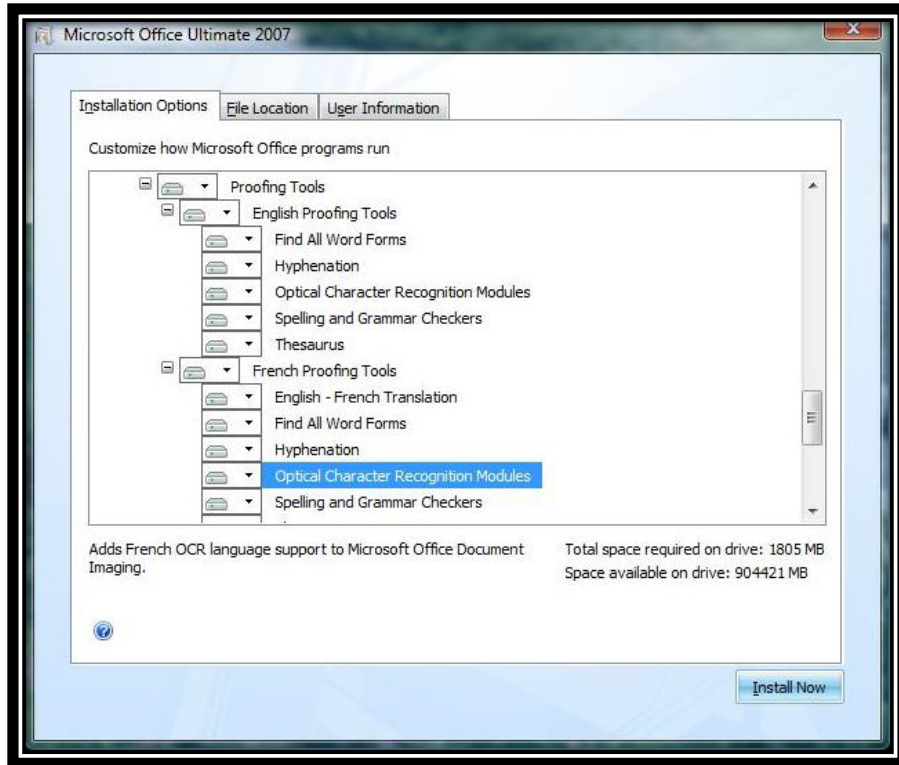 Microsoft Office Ultimate 2007
Installation Options File Location User Information
Customize how Microsoft Office programs run
Proofing Tools
English Proofing Tools
Find All Word Forms
Hyphenation
Optical Character Recognition Modules
Spelling and Grammar Checkers
Thesaurus
French Proofing Tools
English - French Translation
Find All Word Forms
Hyphenation
Optical Character Recognition Modules
Spelling and Grammar Checkers
Adds French OCR language support to Microsoft Office Document
Imaging.
Total space required on drive: 1805 MB
Space available on drive: 904421 MB
Install Now